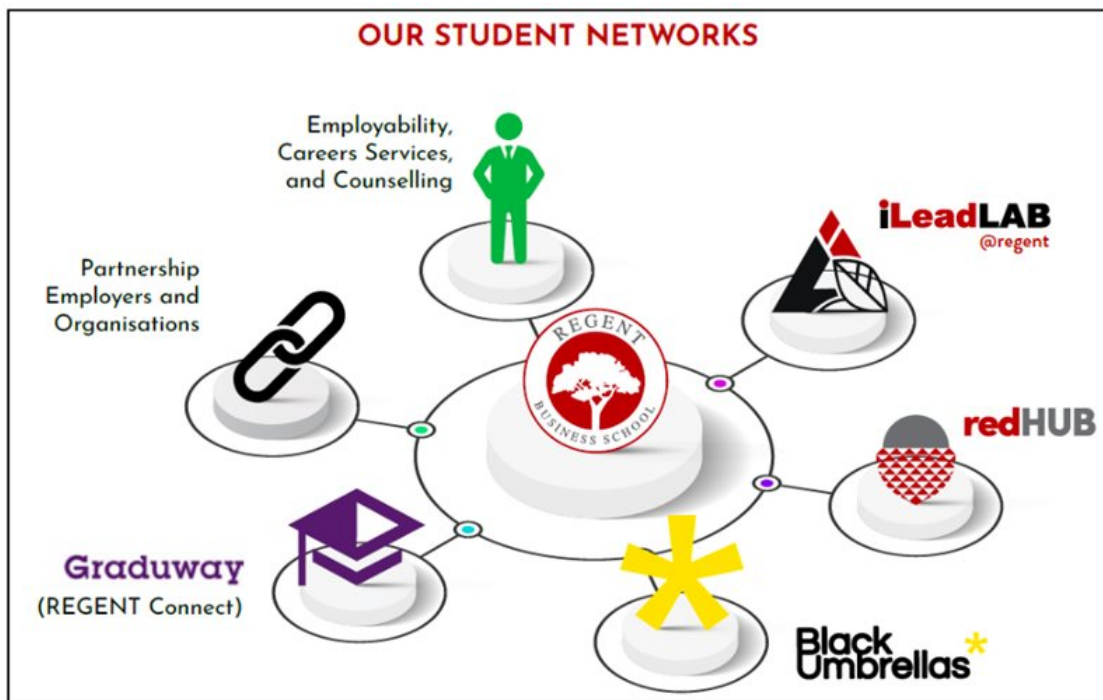 OUR STUDENT NETWORKS
Employability,
Careers Services,
and Counselling
iLeadLAB
@regent
Partnership
Employers and
Organisations
REGENT
BUSINESS SCHOOL
redHUB
Graduway
(REGENT Connect)
Black
Umbrellas*